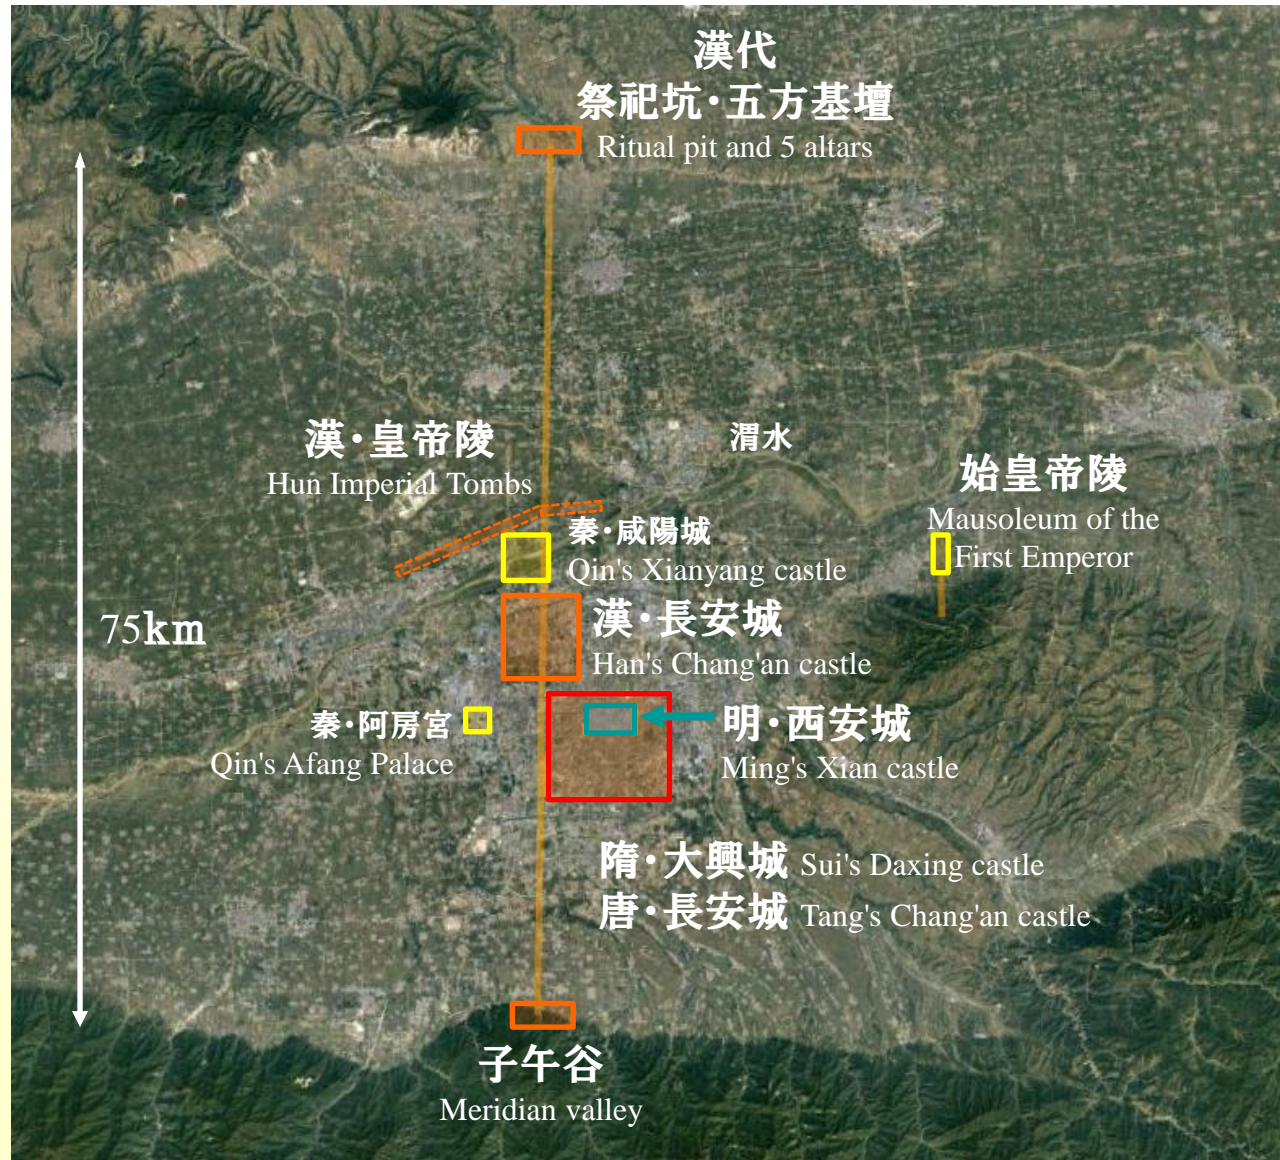 漢代
祭祀坑・五方基壇
Ritual pit and 5 altars
漢・皇帝陵
Hun Imperial Tombs
渭水
始皇帝陵
Mausoleum of the
First Emperor
秦・咸陽城
Qin's Xianyang castle
75km
漢・長安城
Han's Chang'an castle
秦・阿房宮
Qin's Afang Palace
明・西安城
Ming's Xian castle
隋・大興城 Sui's Daxing castle
唐・長安城 Tang's Chang'an castle
子午谷
Meridian valley